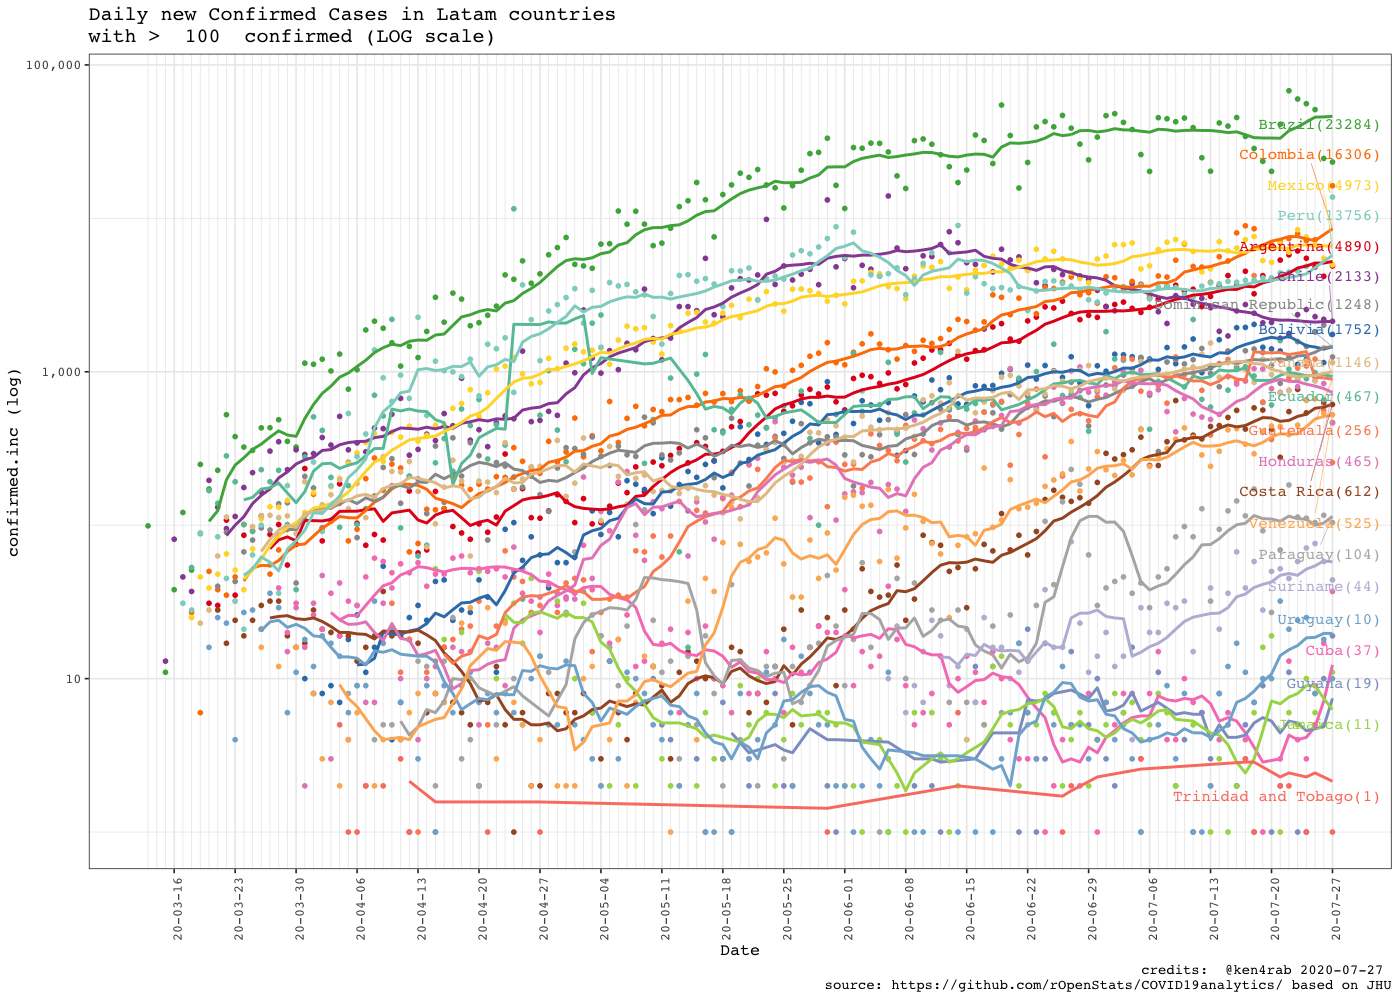 Daily new Confirmed Cases in Latam countries
with >  100  confirmed (LOG scale)
100,000
1,000
10
confirmed.inc (log)
Brazil(23284)
Colombia(16306)
Mexico(4973)
Peru(13756)
Argentina(4890)
Chile(2133)
Dominican Republic(1248)
Bolivia(1752)
Panama(1146)
Ecuador(467)
Guatemala(256)
Honduras(465)
Costa Rica(612)
Venezuela(525)
Paraguay(104)
Suriname(44)
Uruguay(10)
Cuba(37)
Guyana(19)
Jamaica(11)
Trinidad and Tobago(1)
20-03-16
20-03-23
20-03-30
20-04-06
20-04-13
20-04-20
20-04-27
20-05-04
20-05-11
20-05-18
20-05-25
20-06-01
20-06-08
20-06-15
20-06-22
20-06-29
20-07-06
20-07-13
20-07-20
20-07-27
Date
credits:  @ken4rab 2020-07-27
source: https://github.com/rOpenStats/COVID19analytics/ based on JHU